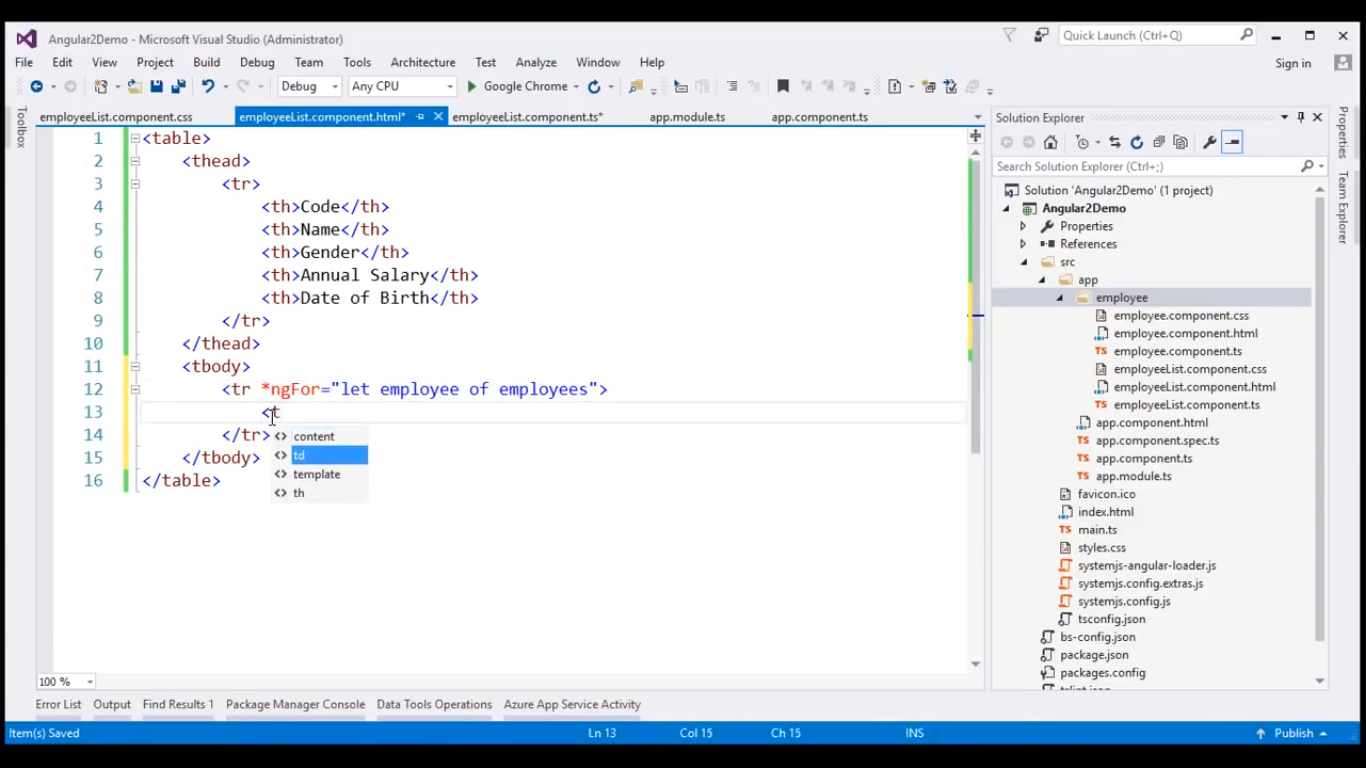 Angular2Demo - Microsoft Visual Studio (Administrator)
Quick Launch (Ctrl+Q)
File Edit View Project Build Debug Team Tools Architecture Test Analyze Window Help
Sign in
Debug Any CPU Google Chrome
Toolbox
employeeList.component.css employeeList.component.html* employeeList.component.ts* app.module.ts app.component.ts
1 <table>
2 <thead>
3 <tr>
4 <th>Code</th>
5 <th>Name</th>
6 <th>Gender</th>
7 <th>Annual Salary</th>
8 <th>Date of Birth</th>
9 </tr>
10 </thead>
11 <tbody>
12 <tr *ngFor="let employee of employees">
13 <t
14 </tr>
15 </tbody>
16 </table>
content
td
template
th
100 %
Solution Explorer
Search Solution Explorer (Ctrl+;)
Solution 'Angular2Demo' (1 project)
Angular2Demo
Properties
References
src
app
employee
employee.component.css
employee.component.html
employee.component.ts
employeeList.component.css
employeeList.component.html
employeeList.component.ts
app.component.html
app.component.spec.ts
app.component.ts
app.module.ts
favicon.ico
index.html
main.ts
styles.css
systemjs-angular-loader.js
systemjs.config.extras.js
systemjs.config.js
tsconfig.json
bs-config.json
package.json
packages.config
Properties
Team Explorer
Error List Output Find Results 1 Package Manager Console Data Tools Operations Azure App Service Activity
Item(s) Saved Ln 13 Col 15 Ch 15 INS Publish